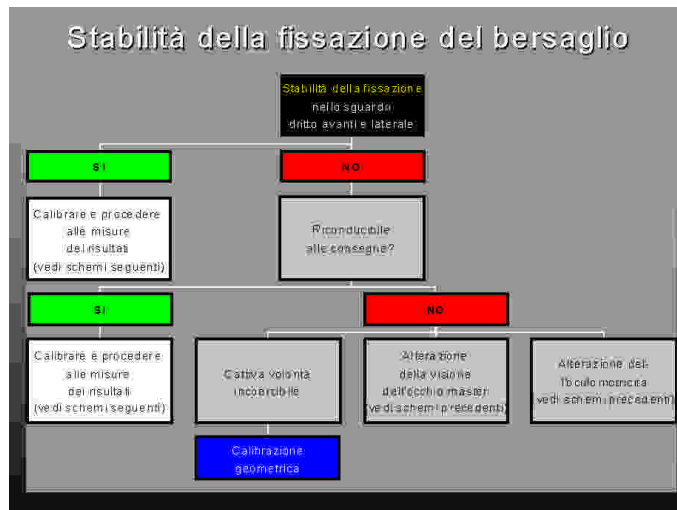 Stabilità della fissazione del bersaglio
Stabilità della fissazione
nello sguardo
dritto avanti e laterale
SI
NO
Calibrare e procedere
alle misure
dei risultati
(vedi schemi seguenti)
Riconducibile
alle consegne?
SI
NO
Calibrare e procedere
alle misure
dei risultati
(vedi schemi seguenti)
Cattiva volontà
incoercibile
Alterazione
della visione
dell'occhio master
(vedi schemi precedenti)
Alterazione del-
l'oculomotricità
vedi schemi precedenti)
Calibrazione
geometrica